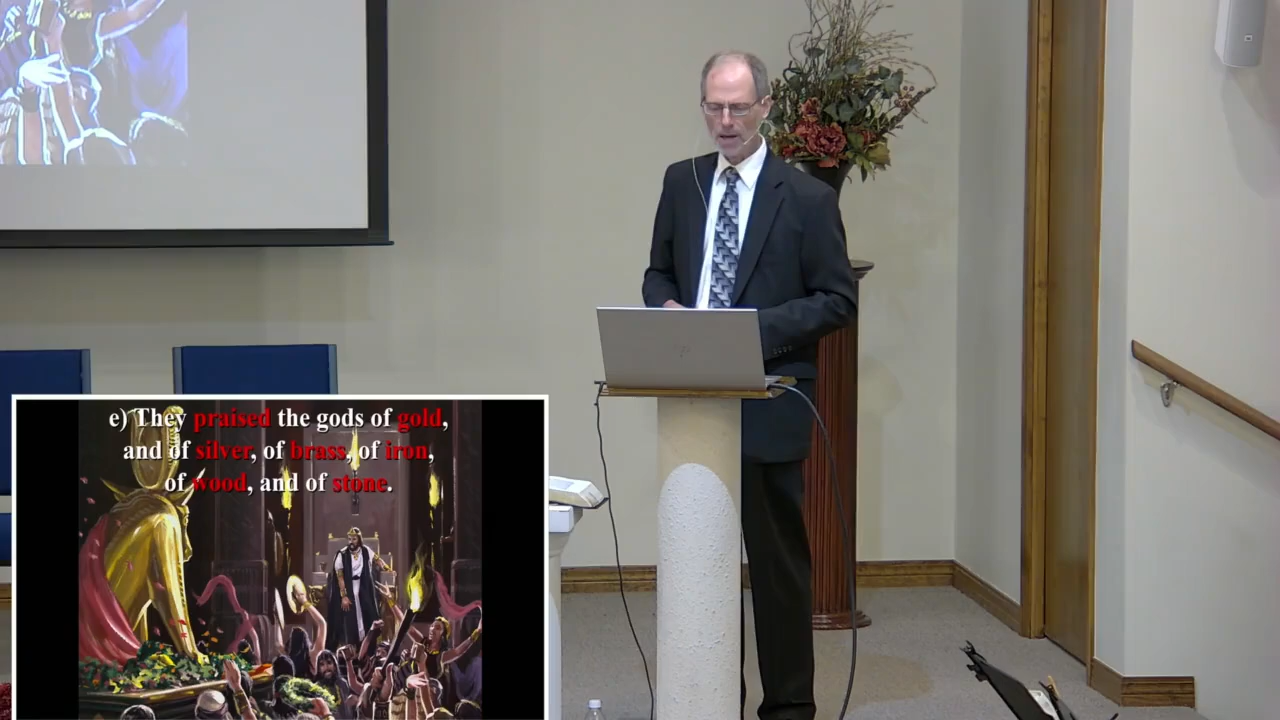 e) They praised the gods of gold,
and of silver, of brass, of iron,
of wood, and of stone.